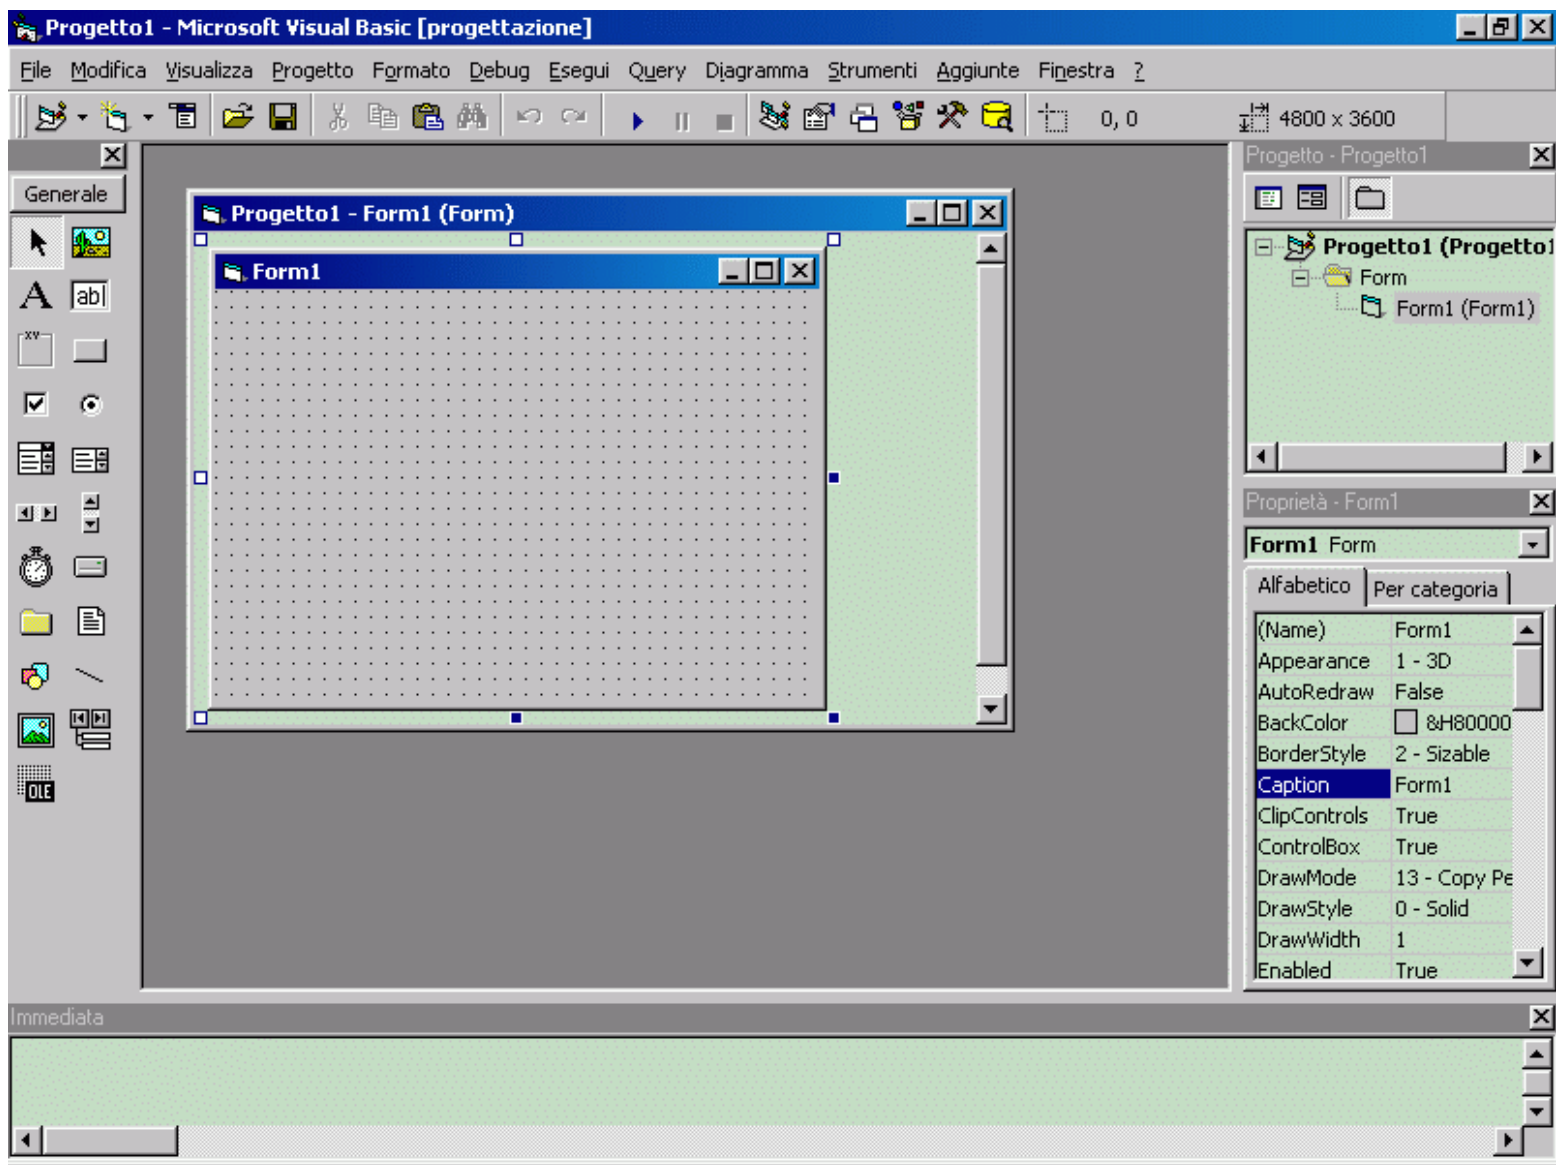 Progetto1 - Microsoft Visual Basic [progettazione]
File Modifica Visualizza Progetto Formato Debug Esegui Query Diagramma Strumenti Aggiunte Finestra ?
0, 0 4800 x 3600
Generale
A ab|
XY
OLE
Progetto1 - Form1 (Form)
Form1
Progetto - Progetto1
Progetto1 (Progetto1
Form
Form1 (Form1)
Proprietà - Form1
Form1 Form
Alfabetico Per categoria
(Name) Form1
Appearance 1 - 3D
AutoRedraw False
BackColor &H80000
BorderStyle 2 - Sizable
Caption Form1
ClipControls True
ControlBox True
DrawMode 13 - Copy Pe
DrawStyle 0 - Solid
DrawWidth 1
Enabled True
Immediata